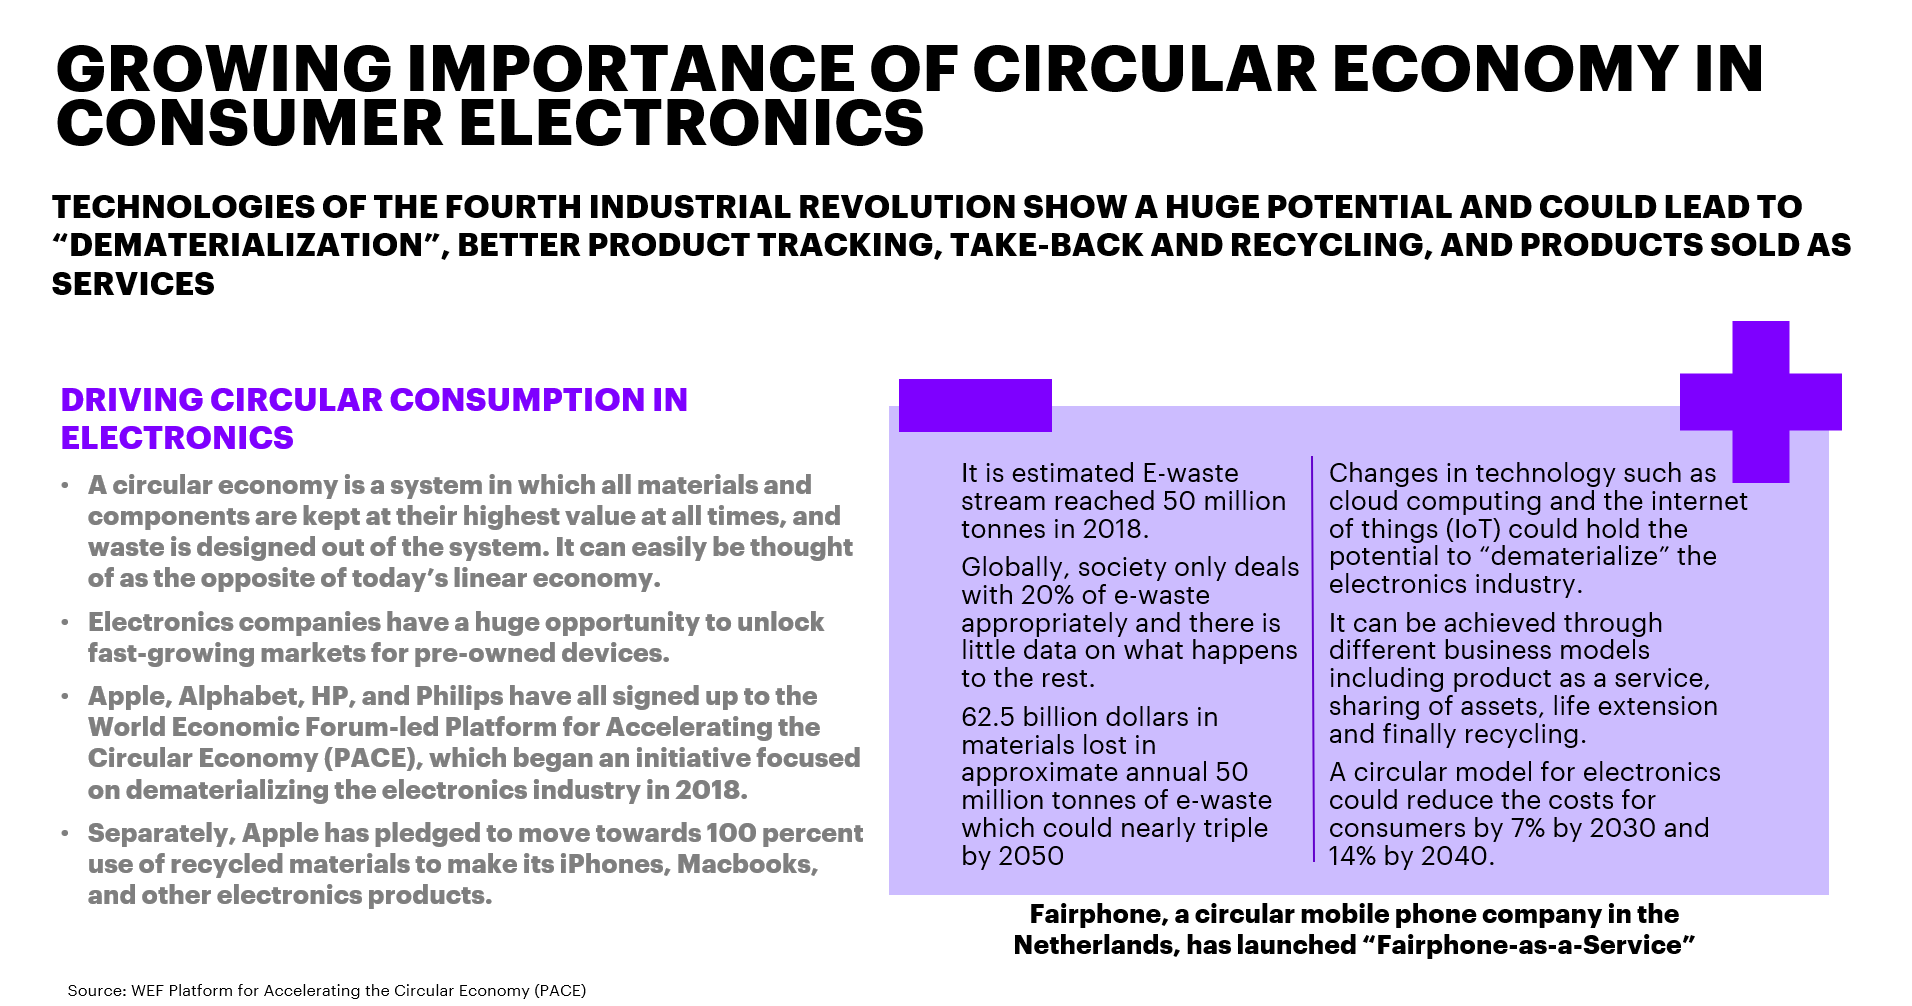 GROWING IMPORTANCE OF CIRCULAR ECONOMY IN
CONSUMER ELECTRONICS
TECHNOLOGIES OF THE FOURTH INDUSTRIAL REVOLUTION SHOW A HUGE POTENTIAL AND COULD LEAD TO
“DEMATERIALIZATION”, BETTER PRODUCT TRACKING, TAKE-BACK AND RECYCLING, AND PRODUCTS SOLD AS
SERVICES
DRIVING CIRCULAR CONSUMPTION IN
ELECTRONICS
• A circular economy is a system in which all materials and
components are kept at their highest value at all times, and
waste is designed out of the system. It can easily be thought
of as the opposite of today’s linear economy.
• Electronics companies have a huge opportunity to unlock
fast-growing markets for pre-owned devices.
• Apple, Alphabet, HP, and Philips have all signed up to the
World Economic Forum-led Platform for Accelerating the
Circular Economy (PACE), which began an initiative focused
on dematerializing the electronics industry in 2018.
• Separately, Apple has pledged to move towards 100 percent
use of recycled materials to make its iPhones, Macbooks,
and other electronics products.
It is estimated E-waste
stream reached 50 million
tonnes in 2018.
Globally, society only deals
with 20% of e-waste
appropriately and there is
little data on what happens
to the rest.
62.5 billion dollars in
materials lost in
approximate annual 50
million tonnes of e-waste
which could nearly triple
by 2050
Changes in technology such as
cloud computing and the internet
of things (IoT) could hold the
potential to “dematerialize” the
electronics industry.
It can be achieved through
different business models
including product as a service,
sharing of assets, life extension
and finally recycling.
A circular model for electronics
could reduce the costs for
consumers by 7% by 2030 and
14% by 2040.
Fairphone, a circular mobile phone company in the
Netherlands, has launched “Fairphone-as-a-Service”
Source: WEF Platform for Accelerating the Circular Economy (PACE)